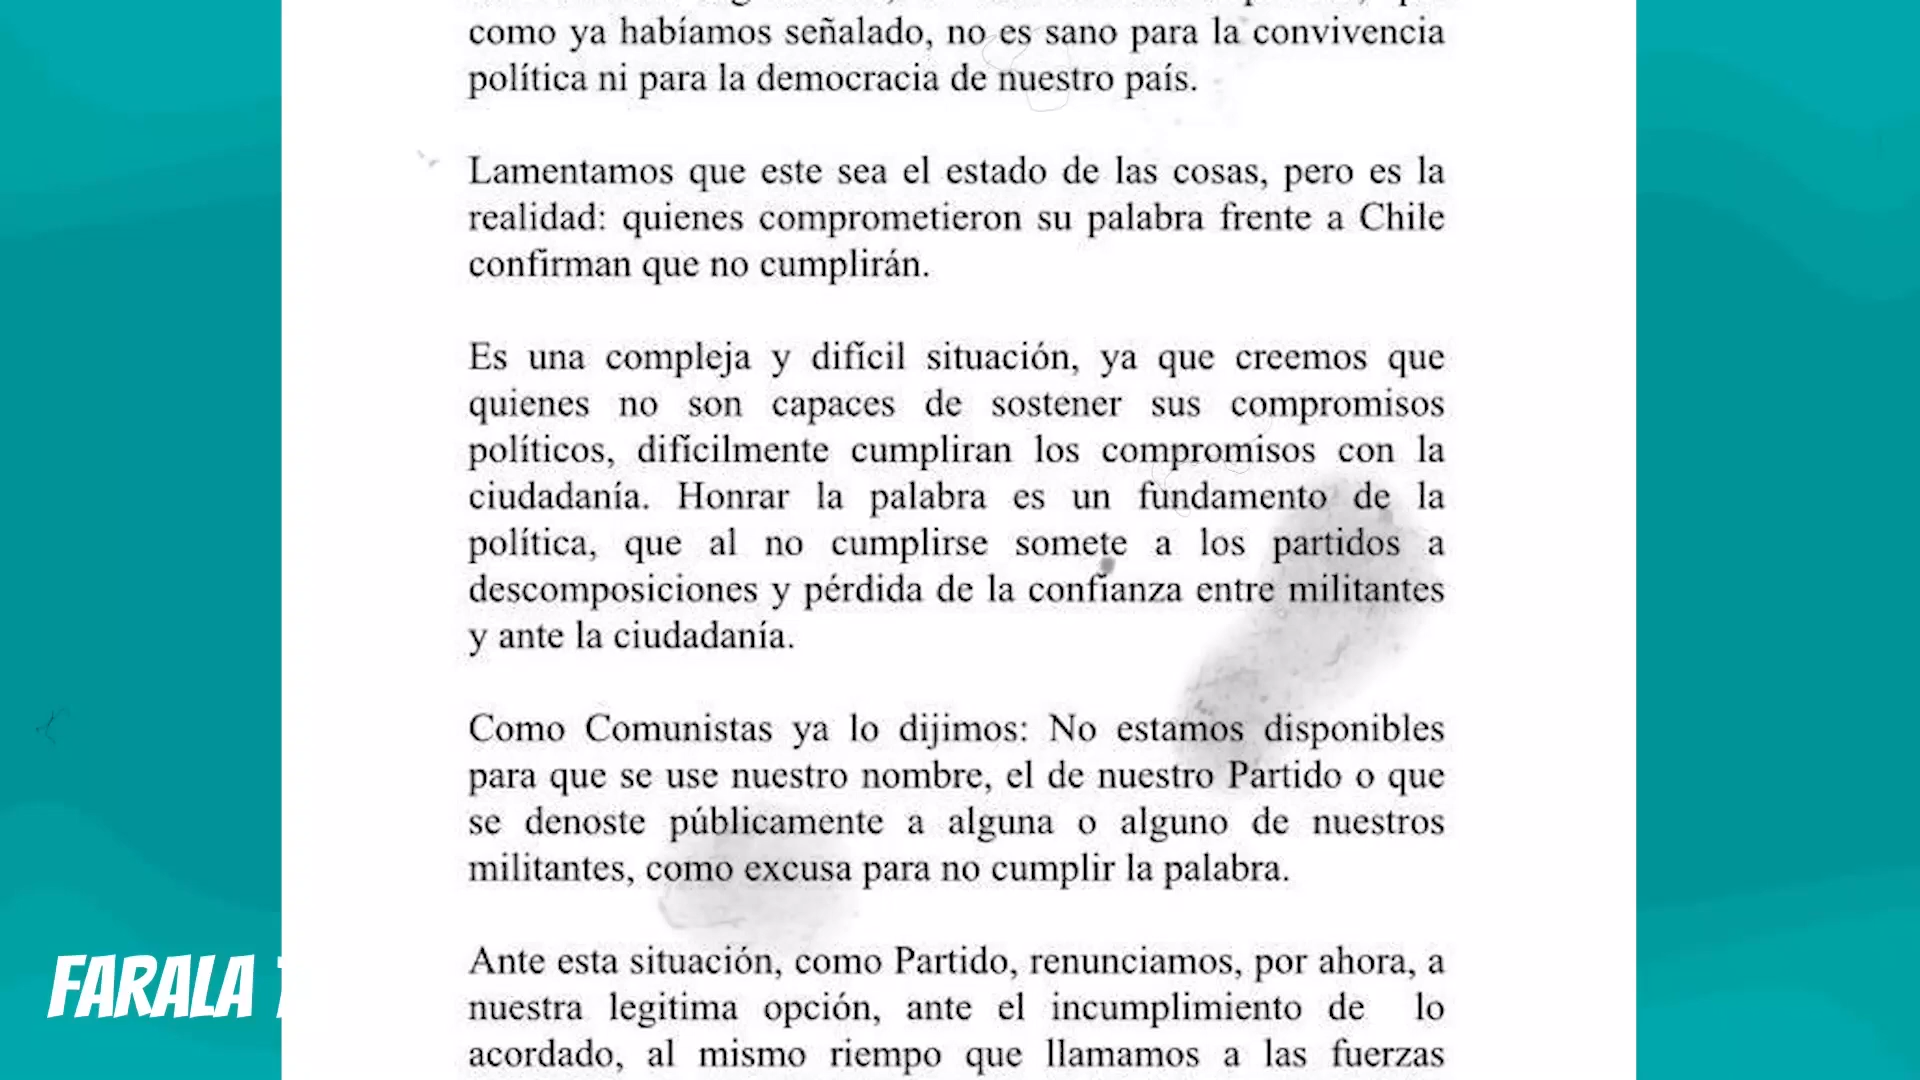 como ya habíamos señalado, no es sano para la convivencia
política ni para la democracia de nuestro país.
Lamentamos que este sea el estado de las cosas, pero es la
realidad: quienes comprometieron su palabra frente a Chile
confirman que no cumplirán.
Es una compleja y difícil situación, ya que creemos que
quienes no son capaces de sostener sus compromisos
políticos, difícilmente cumpliran los compromisos con la
ciudadanía. Honrar la palabra es un fundamento de la
política, que al no cumplirse somete a los partidos a
descomposiciones y pérdida de la confianza entre militantes
y ante la ciudadanía.
Como Comunistas ya lo dijimos: No estamos disponibles
para que se use nuestro nombre, el de nuestro Partido o que
se denoste públicamente a alguna o alguno de nuestros
militantes, como excusa para no cumplir la palabra.
Ante esta situación, como Partido, renunciamos, por ahora, a
nuestra legitima opción, ante el incumplimiento de lo
acordado, al mismo riempo que llamamos a las fuerzas
FARALA